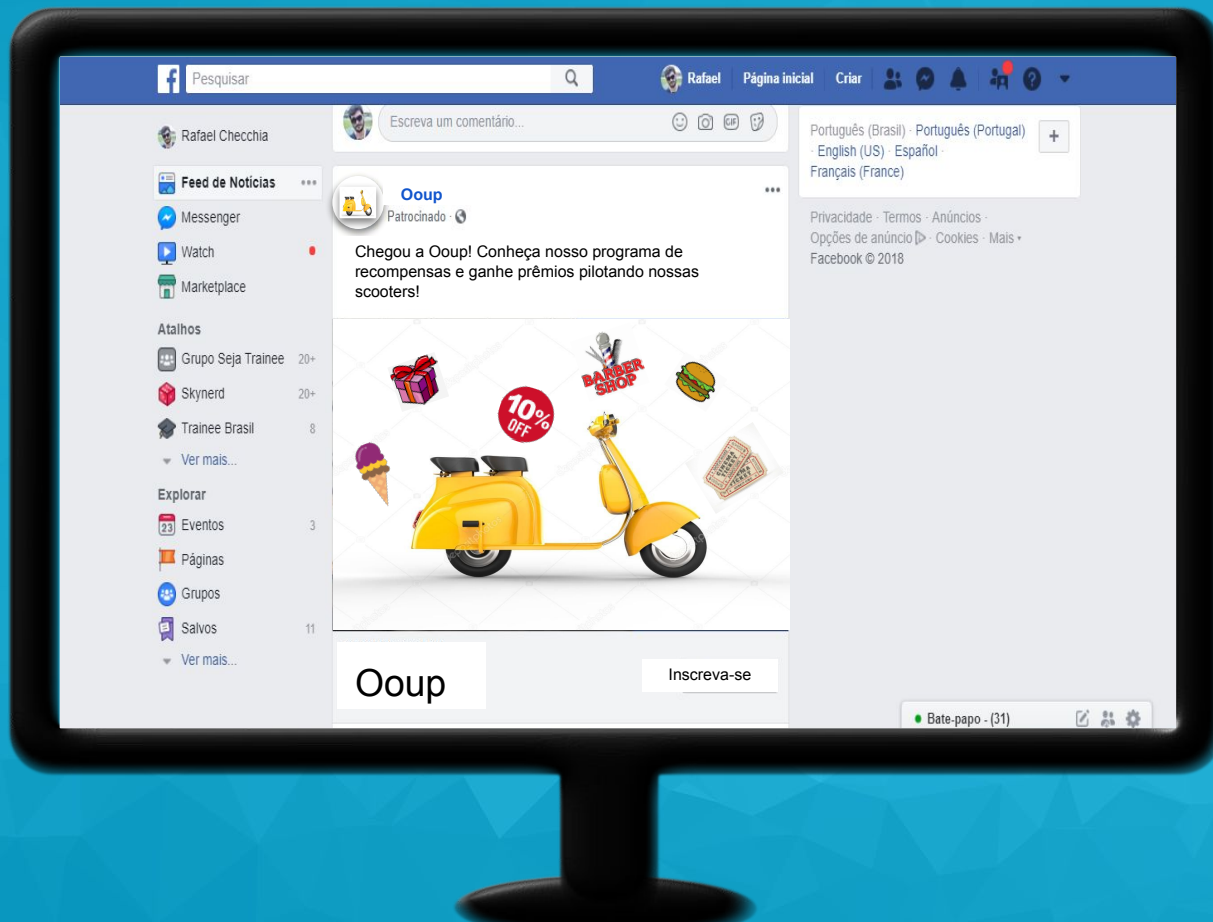 Pesquisar
Rafael
Página inicial
Criar
Rafael Checchia
Feed de Notícias
Messenger
Watch
Marketplace
Atalhos
Grupo Seja Trainee 20+
Skynerd 20+
Trainee Brasil 8
Ver mais...
Explorar
23 Eventos 3
Páginas
Grupos
Salvos 11
Ver mais...
Escreva um comentário...
GIF
Ooup
Patrocinado ·
Chegou a Ooup! Conheça nosso programa de
recompensas e ganhe prêmios pilotando nossas
scooters!
BARBER
SHOP
10%
OFF
CINEMA
TICKET
Ooup
Inscreva-se
Português (Brasil) · Português (Portugal)
· English (US) · Español ·
Français (France)
+
Privacidade · Termos · Anúncios ·
Opções de anúncio · Cookies · Mais
Facebook © 2018
Bate-papo - (31)